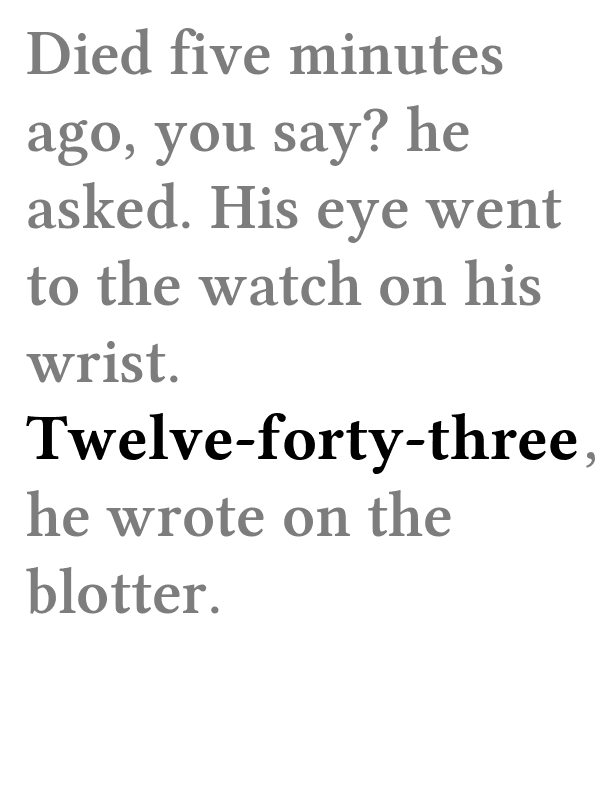 Died five minutes
ago, you say? he
asked. His eye went
to the watch on his
wrist.
Twelve-forty-three,
he wrote on the
blotter.